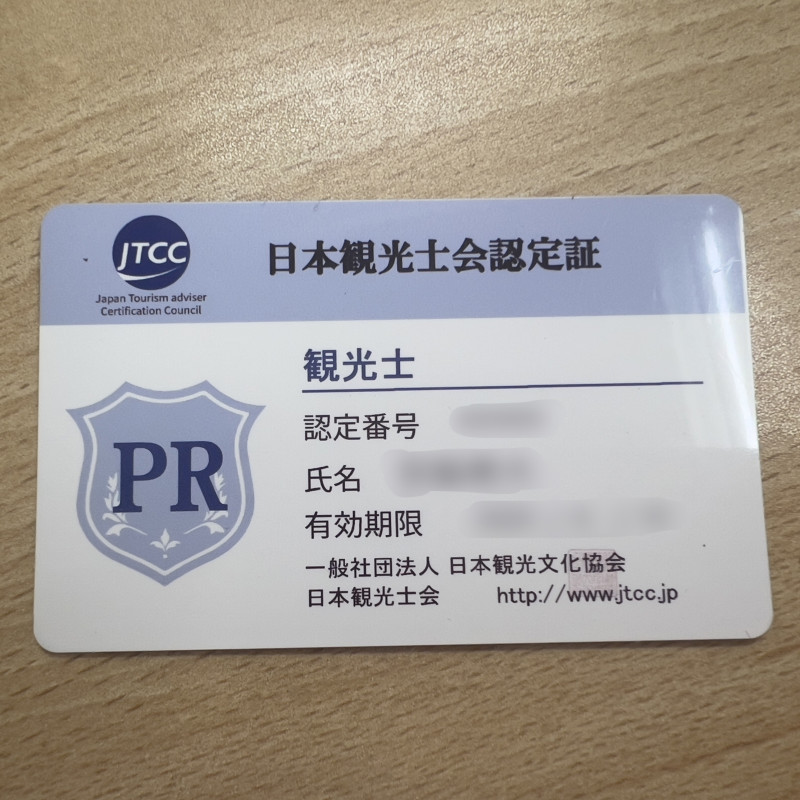 JTCC
Japan Tourism adviser
Certification Council
日本観光士会認定証
観光士
PR
認定番号
氏名
有効期限
一般社団法人 日本観光文化協会
日本観光士会 http://www.jtcc.jp